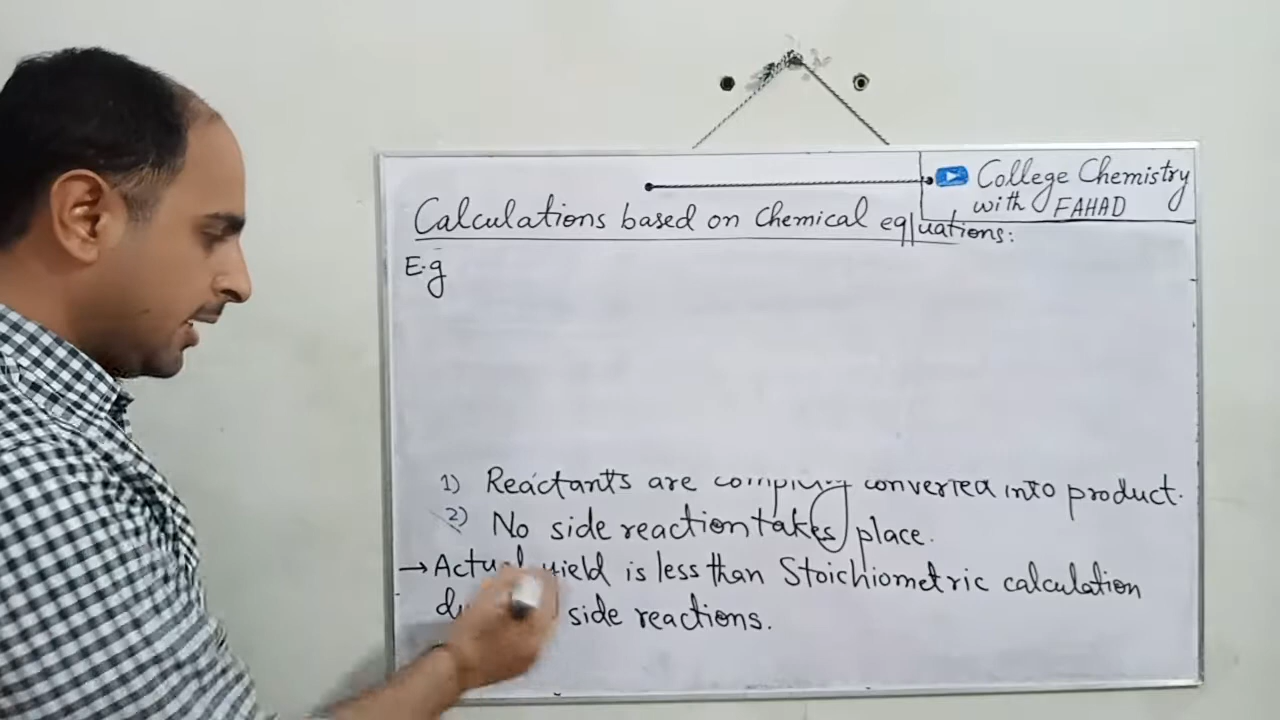 College Chemistry
with FAHAD
Calculations based on Chemical equations:
E.g
1) Reactants are converted into product.
2) No side reaction takes place.
→ Actual yield is less than Stoichiometric calculation
side reactions.